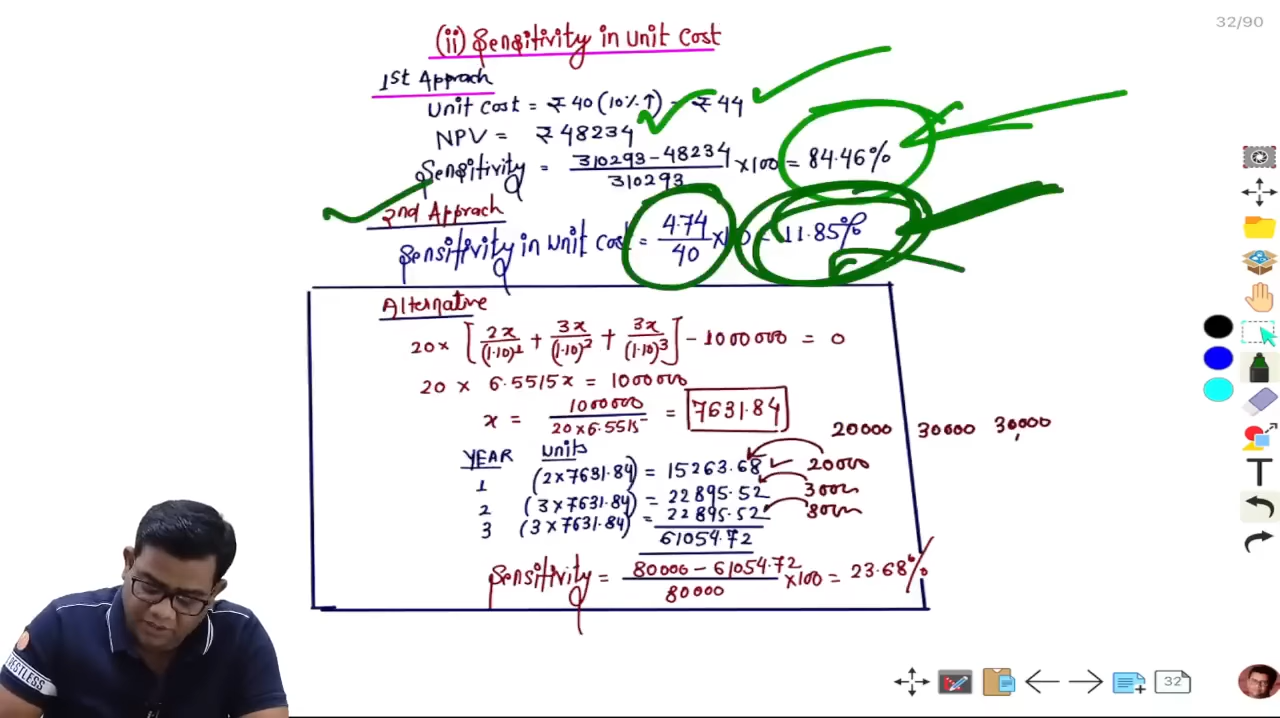 32/90
(ii) Sensitivity in Unit Cost
1st Apprach
Unit Cost = ₹ 40 (10% ↑) = ₹ 44
NPV = ₹ 48234
Sensitivity = 310293 - 48234 / 310293 × 100 = 84.46%
2nd Apprach
Sensitivity in Unit Cost = 4.74 / 40 × 100 = 11.85%
Alternative
20 × [ 2x / (1.10)^1 + 3x / (1.10)^2 + 3x / (1.10)^3 ] - 1000000 = 0
20 × 6.5515x = 1000000
x = 1000000 / 20×6.5515 = 7631.84
20000 30000 30000
YEAR Units
1 (2×7631.84) = 15263.68 20000
2 (3×7631.84) = 22895.52
3 (3×7631.84) = 22895.52
61054.72
Sensitivity = 80000 - 61054.72 / 80000 × 100 = 23.68%
RESTLESS
T
32